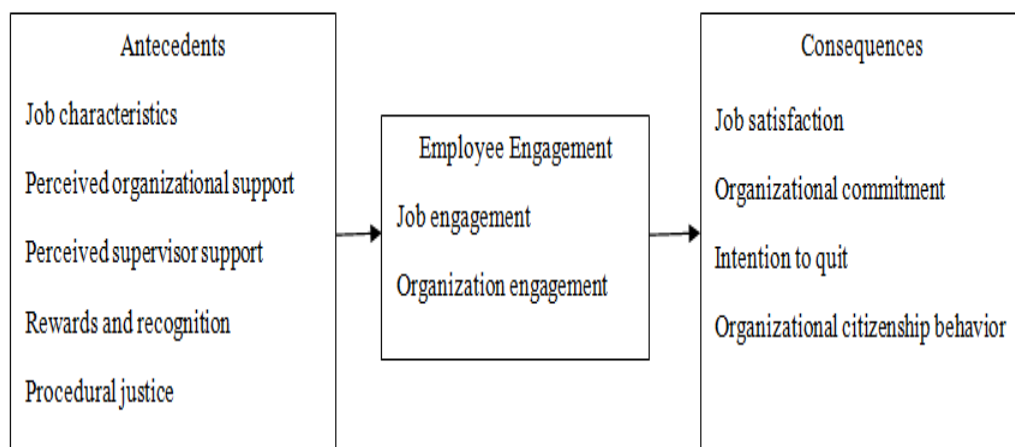 Antecedents
Job characteristics
Perceived organizational support
Perceived supervisor support
Rewards and recognition
Procedural justice
Employee Engagement
Job engagement
Organization engagement
Consequences
Job satisfaction
Organizational commitment
Intention to quit
Organizational citizenship behavior